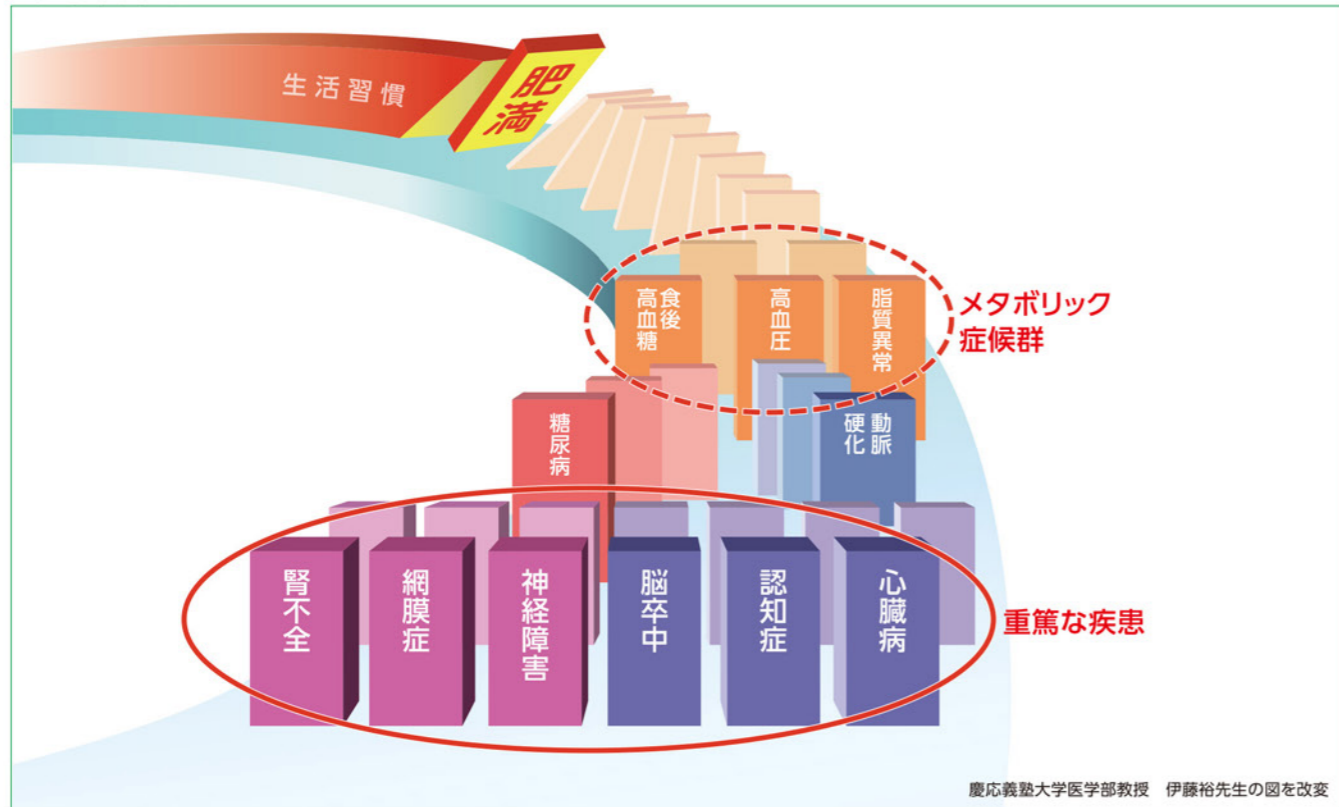 生活習慣
肥満
食後
高血糖
高血圧
脂質異常
メタボリック
症候群
糖尿病
動脈
硬化
腎不全
網膜症
神経障害
脳卒中
認知症
心臓病
重篤な疾患
慶応義塾大学医学部教授　伊藤裕先生の図を改変